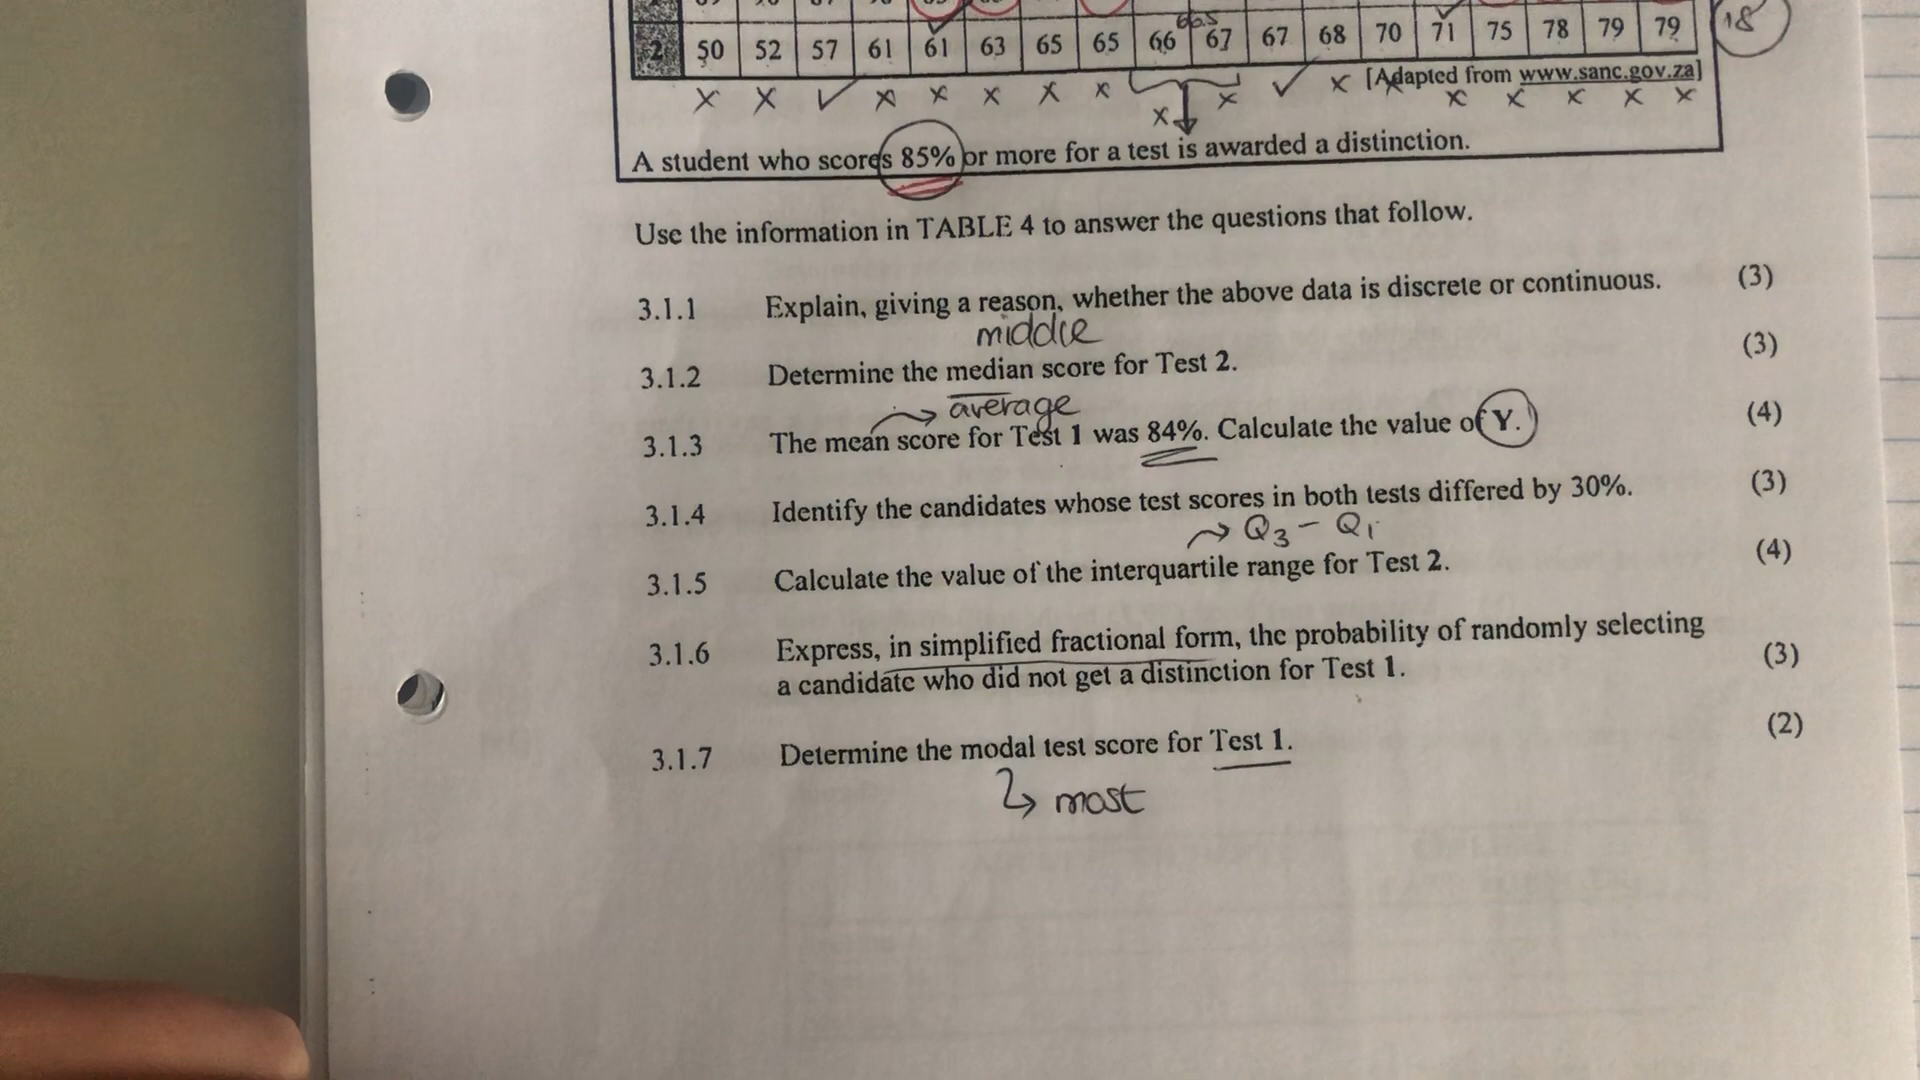 66.5
2 50 52 57 61 61 63 65 65 66 67 67 68 70 71 75 78 79 79 18
[Adapted from www.sanc.gov.za]
A student who scores 85% or more for a test is awarded a distinction.
Use the information in TABLE 4 to answer the questions that follow.
3.1.1 Explain, giving a reason, whether the above data is discrete or continuous. (3)
middle
3.1.2 Determine the median score for Test 2. (3)
average
3.1.3 The mean score for Test 1 was 84%. Calculate the value of Y. (4)
3.1.4 Identify the candidates whose test scores in both tests differed by 30%. (3)
Q3 - Q1
3.1.5 Calculate the value of the interquartile range for Test 2. (4)
3.1.6 Express, in simplified fractional form, the probability of randomly selecting
a candidate who did not get a distinction for Test 1. (3)
3.1.7 Determine the modal test score for Test 1. (2)
most